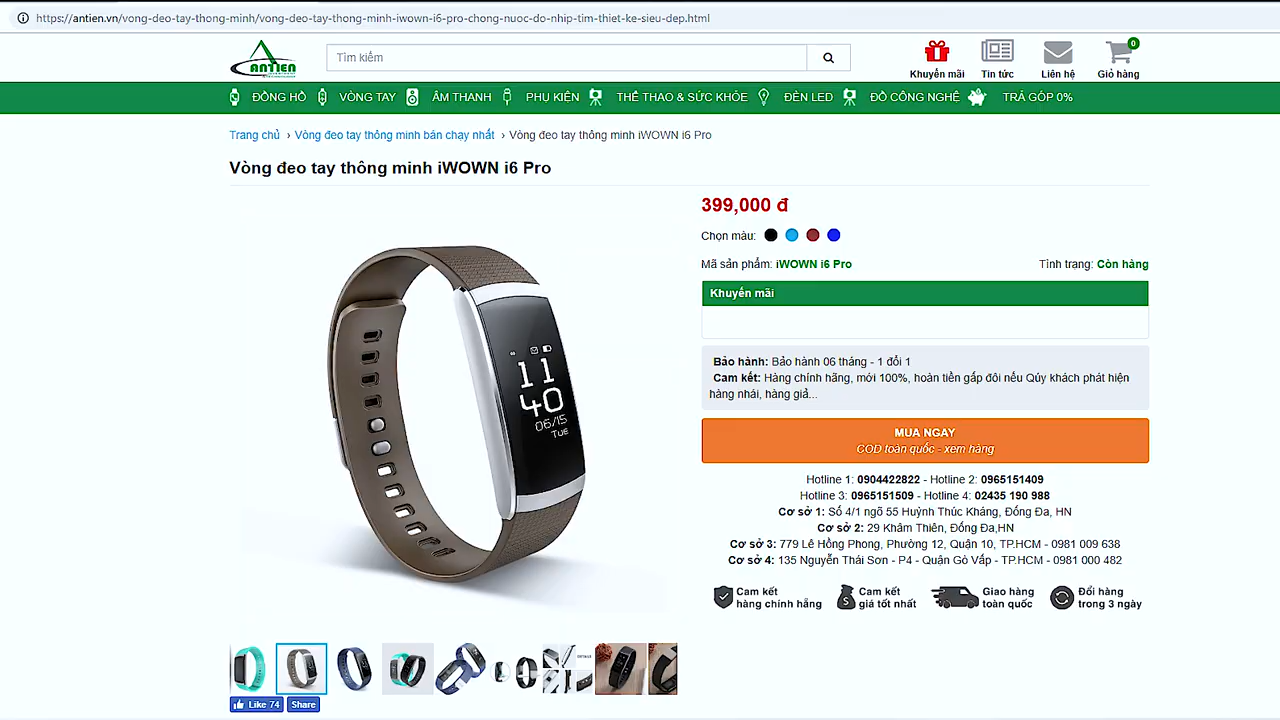 https://antien.vn/vong-deo-tay-thong-minh/vong-deo-tay-thong-minh-iwown-i6-pro-chong-nuoc-do-nhip-tim-thiet-ke-sieu-dep.html
ANTIEN
Tìm kiếm
0
Khuyến mãi
Tin tức
Liên hệ
Giỏ hàng
ĐỒNG HỒ
VÒNG TAY
ÂM THANH
PHỤ KIỆN
THỂ THAO & SỨC KHỎE
ĐÈN LED
ĐỒ CÔNG NGHỆ
TRẢ GÓP 0%
Trang chủ › Vòng đeo tay thông minh bán chạy nhất › Vòng đeo tay thông minh iWOWN i6 Pro
Vòng đeo tay thông minh iWOWN i6 Pro
11
40
06/15
TUE
399,000 đ
Chọn màu:
Mã sản phẩm: iWOWN i6 Pro
Tình trạng: Còn hàng
Khuyến mãi
Bảo hành: Bảo hành 06 tháng - 1 đổi 1
Cam kết: Hàng chính hãng, mới 100%, hoàn tiền gấp đôi nếu Qúy khách phát hiện
hàng nhái, hàng giả...
MUA NGAY
COD toàn quốc - xem hàng
Hotline 1: 0904422822 - Hotline 2: 0965151409
Hotline 3: 0965151509 - Hotline 4: 02435 190 988
Cơ sở 1: Số 4/1 ngõ 55 Huỳnh Thúc Kháng, Đống Đa, HN
Cơ sở 2: 29 Khâm Thiên, Đống Đa,HN
Cơ sở 3: 779 Lê Hồng Phong, Phường 12, Quận 10, TP.HCM - 0981 009 638
Cơ sở 4: 135 Nguyễn Thái Sơn - P4 - Quận Gò Vấp - TP.HCM - 0981 000 482
Cam kết
hàng chính hãng
Cam kết
giá tốt nhất
Giao hàng
toàn quốc
Đổi hàng
trong 3 ngày
Like 74
Share